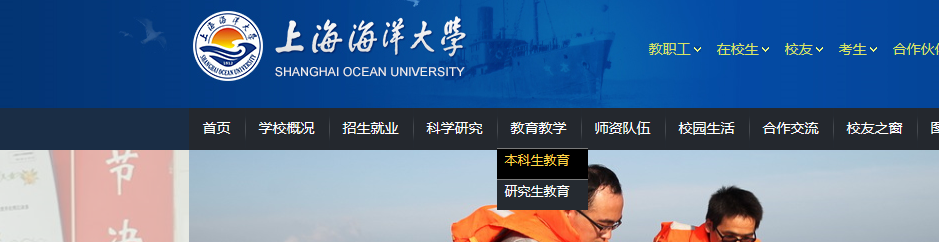 上海海洋大學
SHANGHAI OCEAN UNIVERSITY
教职工 在校生 校友 考生
首页 学校概况 招生就业 科学研究 教育教学 师资队伍 校园生活 合作交流 校友之窗
本科生教育
研究生教育
节